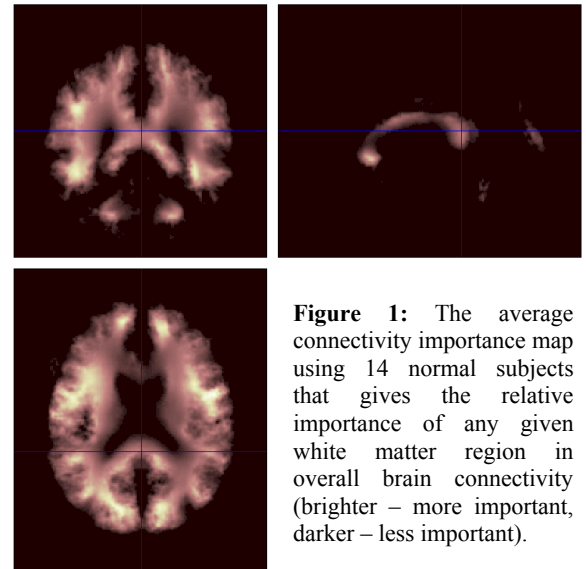 Figure 1: The average
connectivity importance map
using 14 normal subjects
that gives the relative
importance of any given
white matter region in
overall brain connectivity
(brighter – more important,
darker – less important).